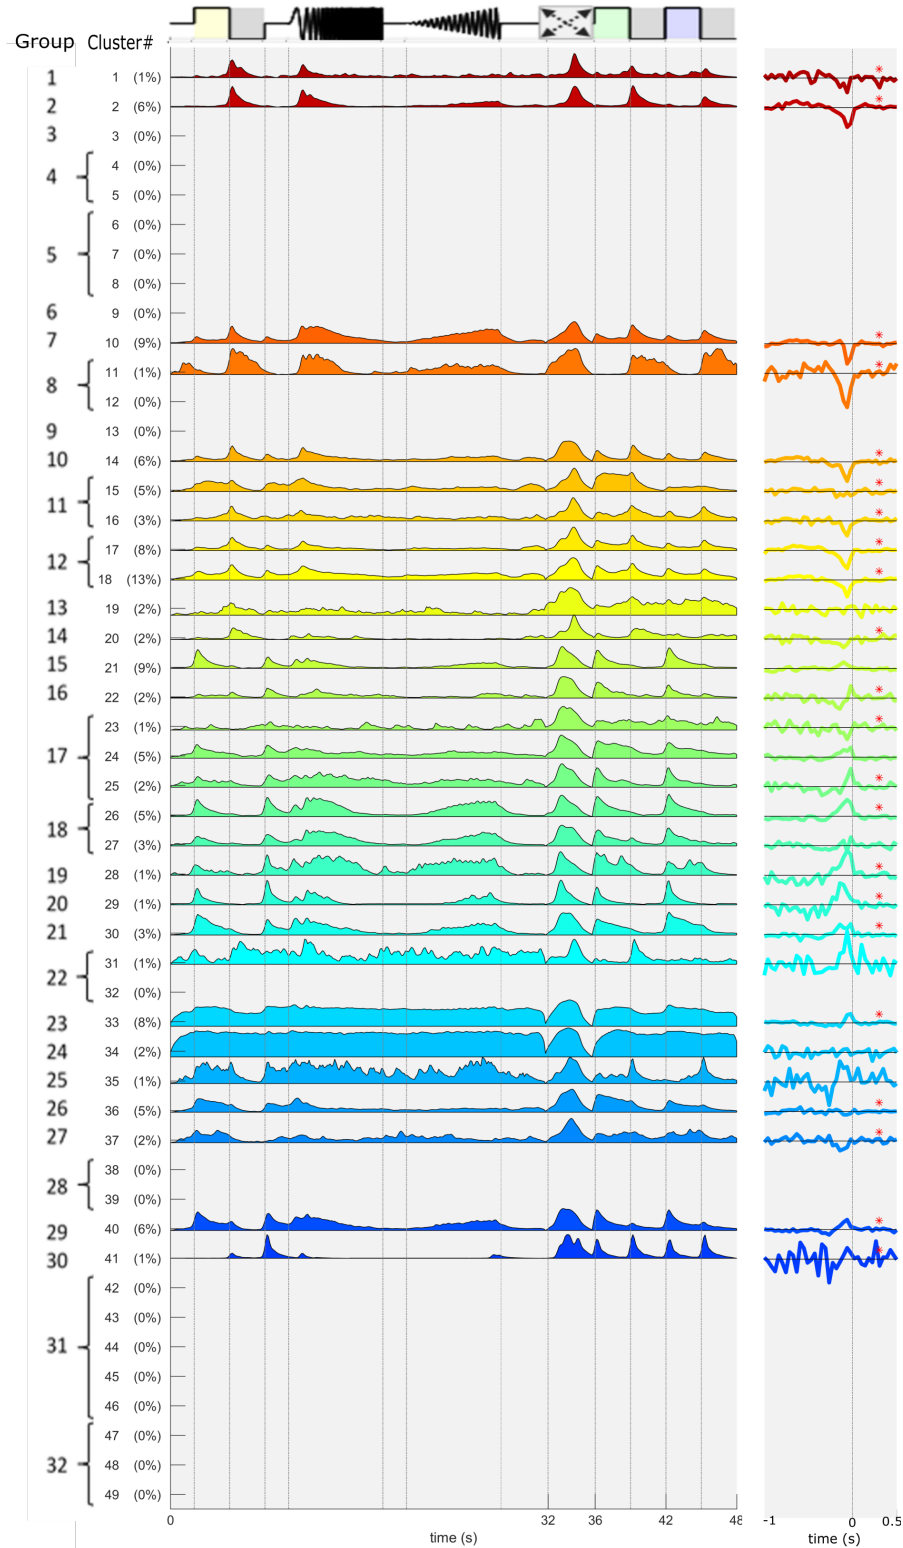 Group Cluster#
1 1 (1%)
2 2 (6%)
3 3 (0%)
4 4 (0%)
5 (0%)
6 (0%)
5 7 (0%)
8 (0%)
6 9 (0%)
7 10 (9%)
8 11 (1%)
12 (0%)
9 13 (0%)
10 14 (6%)
11 15 (5%)
16 (3%)
12 17 (8%)
18 (13%)
13 19 (2%)
14 20 (2%)
15 21 (9%)
16 22 (2%)
23 (1%)
17 24 (5%)
25 (2%)
18 26 (5%)
27 (3%)
19 28 (1%)
20 29 (1%)
21 30 (3%)
22 31 (1%)
32 (0%)
23 33 (8%)
24 34 (2%)
25 35 (1%)
26 36 (5%)
27 37 (2%)
28 38 (0%)
39 (0%)
29 40 (6%)
30 41 (1%)
42 (0%)
43 (0%)
31 44 (0%)
45 (0%)
46 (0%)
47 (0%)
32 48 (0%)
49 (0%)
0 32 36 42 48 -1 0 0.5
time (s) time (s)